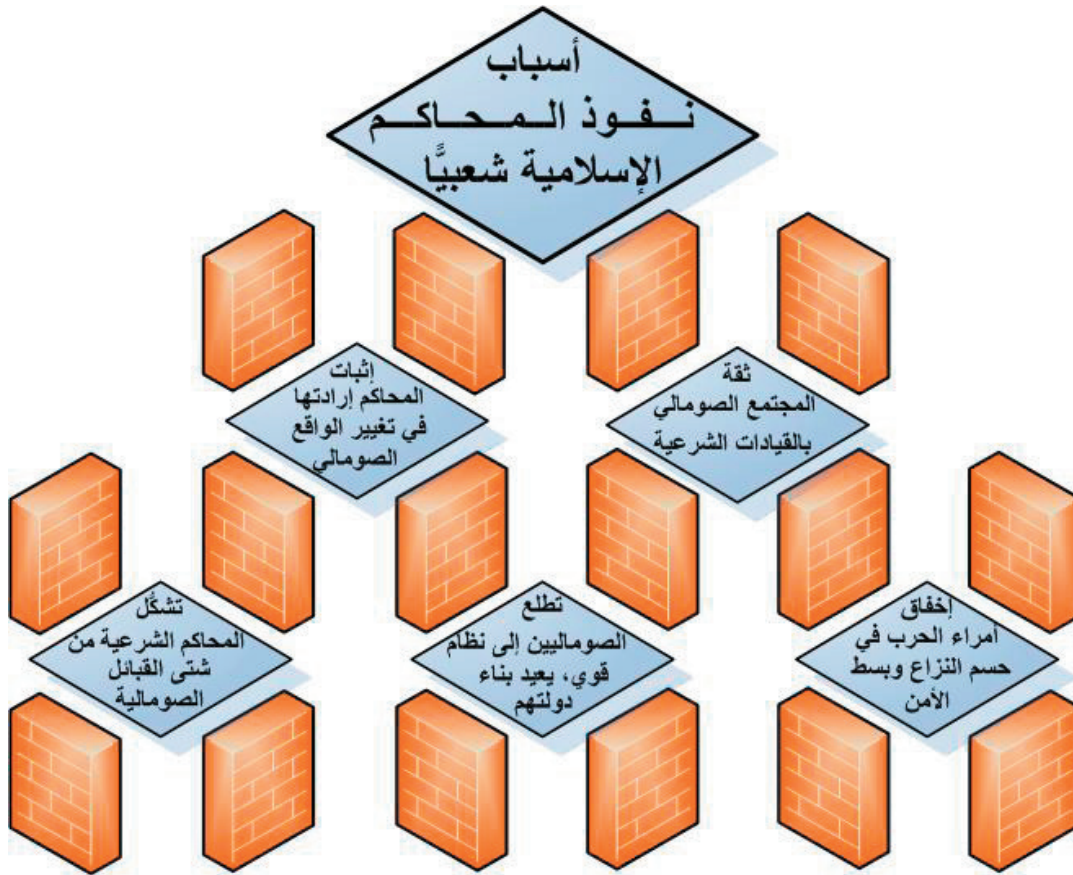 أسباب
نفوذ المحاكم
الإسلامية شعبيًّا
ثقة
المجتمع الصومالي
بالقيادات الشرعية
إثبات
المحاكم إرادتها
في تغيير الواقع
الصومالي
إخفاق
أمراء الحرب في
حسم النزاع وبسط
الأمن
تطلع
الصوماليين إلى نظام
قوي، يعيد بناء
دولتهم
تشكُّل
المحاكم الشرعية من
شتى القبائل
الصومالية